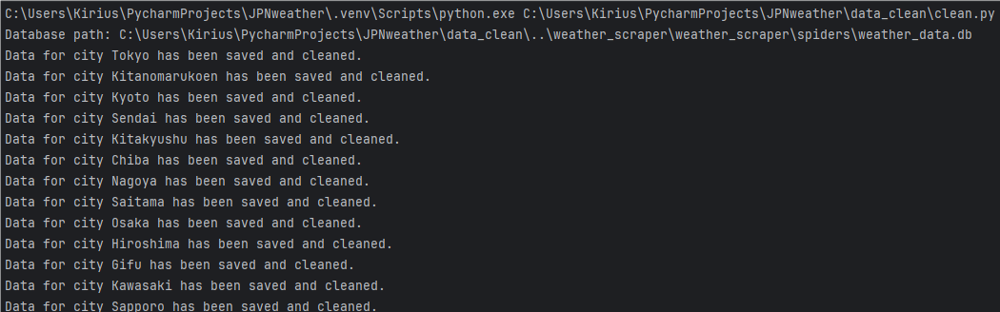 C:\Users\Kirius\PycharmProjects\JPNweather\.venv\Scripts\python.exe C:\Users\Kirius\PycharmProjects\JPNweather\data_clean\clean.py
Database path: C:\Users\Kirius\PycharmProjects\JPNweather\data_clean\..\weather_scraper\weather_scraper\spiders\weather_data.db
Data for city Tokyo has been saved and cleaned.
Data for city Kitanomarukoen has been saved and cleaned.
Data for city Kyoto has been saved and cleaned.
Data for city Sendai has been saved and cleaned.
Data for city Kitakyushu has been saved and cleaned.
Data for city Chiba has been saved and cleaned.
Data for city Nagoya has been saved and cleaned.
Data for city Saitama has been saved and cleaned.
Data for city Osaka has been saved and cleaned.
Data for city Hiroshima has been saved and cleaned.
Data for city Gifu has been saved and cleaned.
Data for city Kawasaki has been saved and cleaned.
Data for city Sapporo has been saved and cleaned.